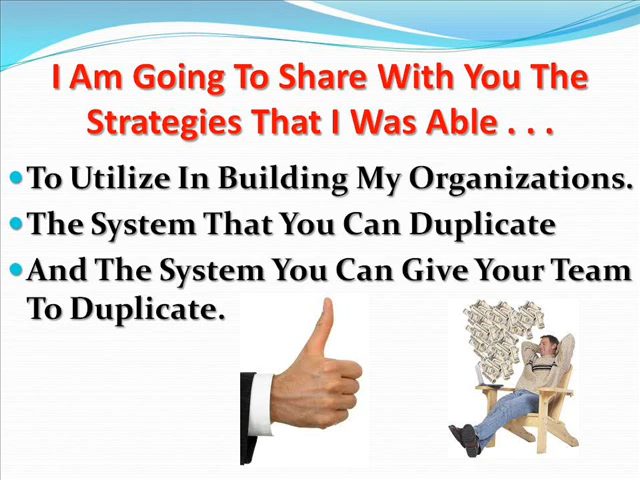 I Am Going To Share With You The
Strategies That I Was Able . . .
To Utilize In Building My Organizations.
The System That You Can Duplicate
And The System You Can Give Your Team
To Duplicate.